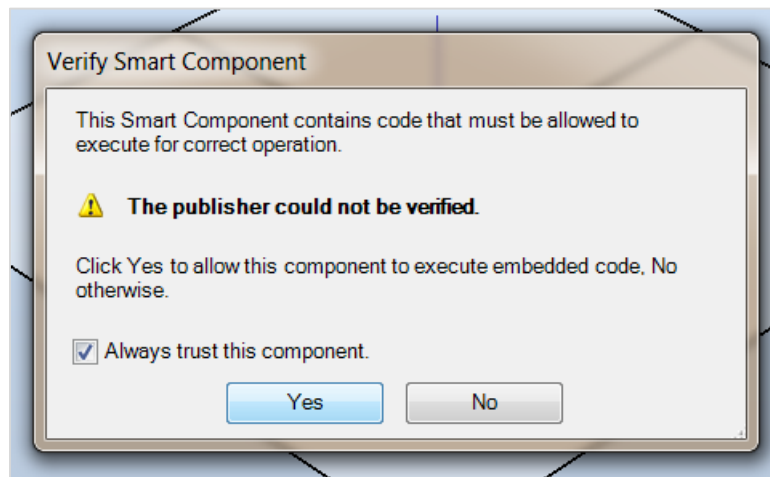 Verify Smart Component
This Smart Component contains code that must be allowed to
execute for correct operation.
The publisher could not be verified.
Click Yes to allow this component to execute embedded code, No
otherwise.
Always trust this component.
Yes
No